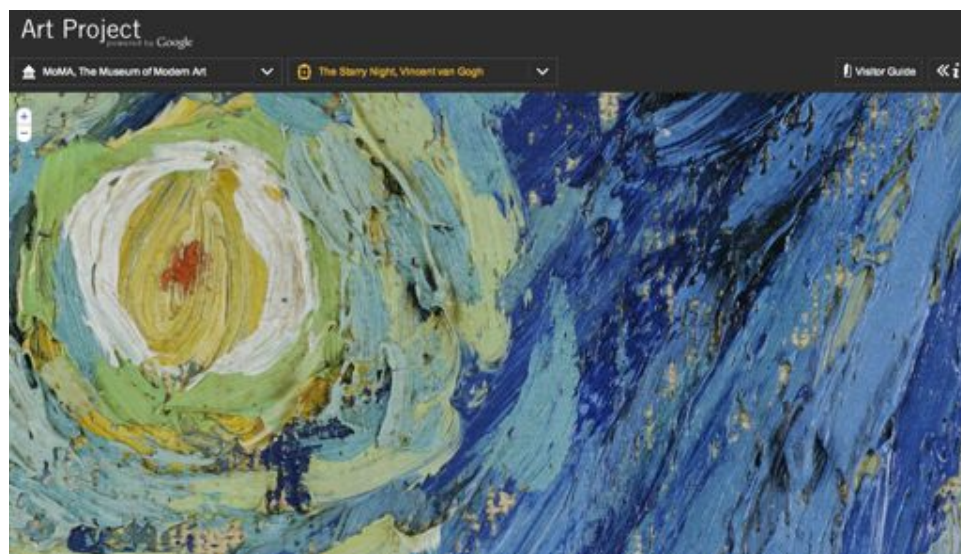 Art Project
powered by Google
MoMA, The Museum of Modern Art
The Starry Night, Vincent van Gogh
Visitor Guide